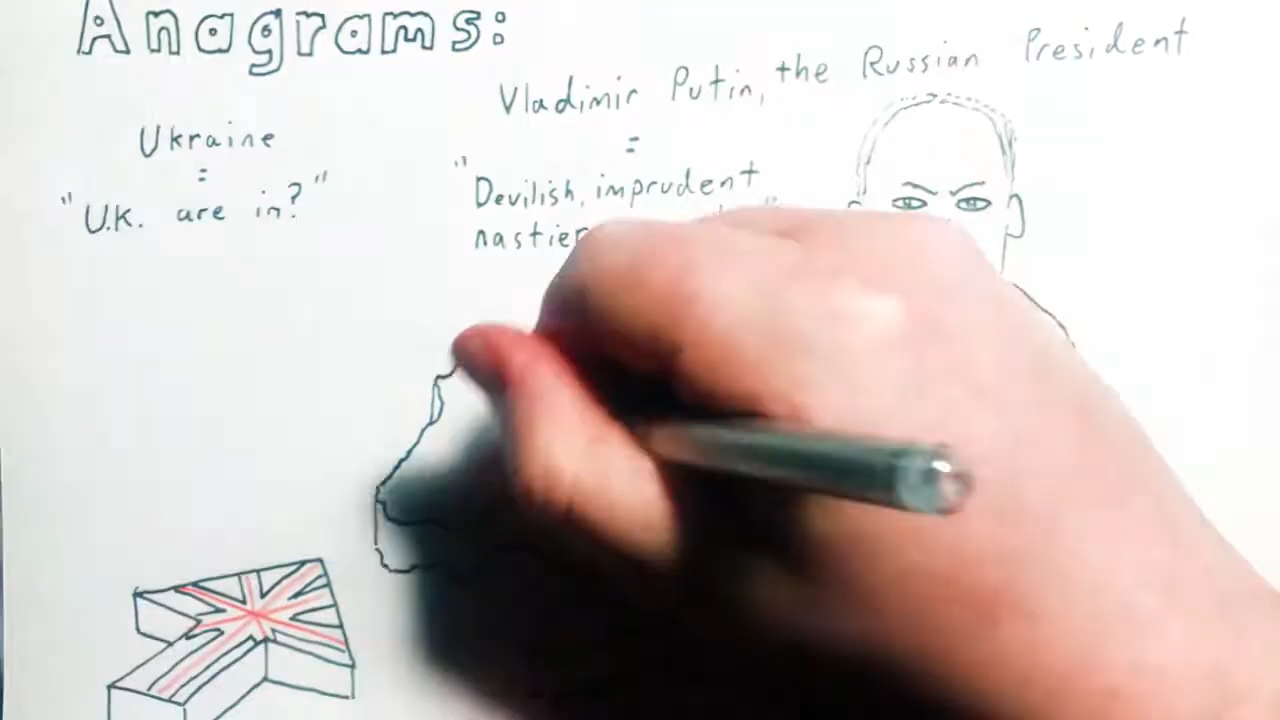 Anagrams:
Ukraine
=
"U.K. are in?"
Vladimir Putin, the Russian President
=
"Devilish, imprudent
nastier